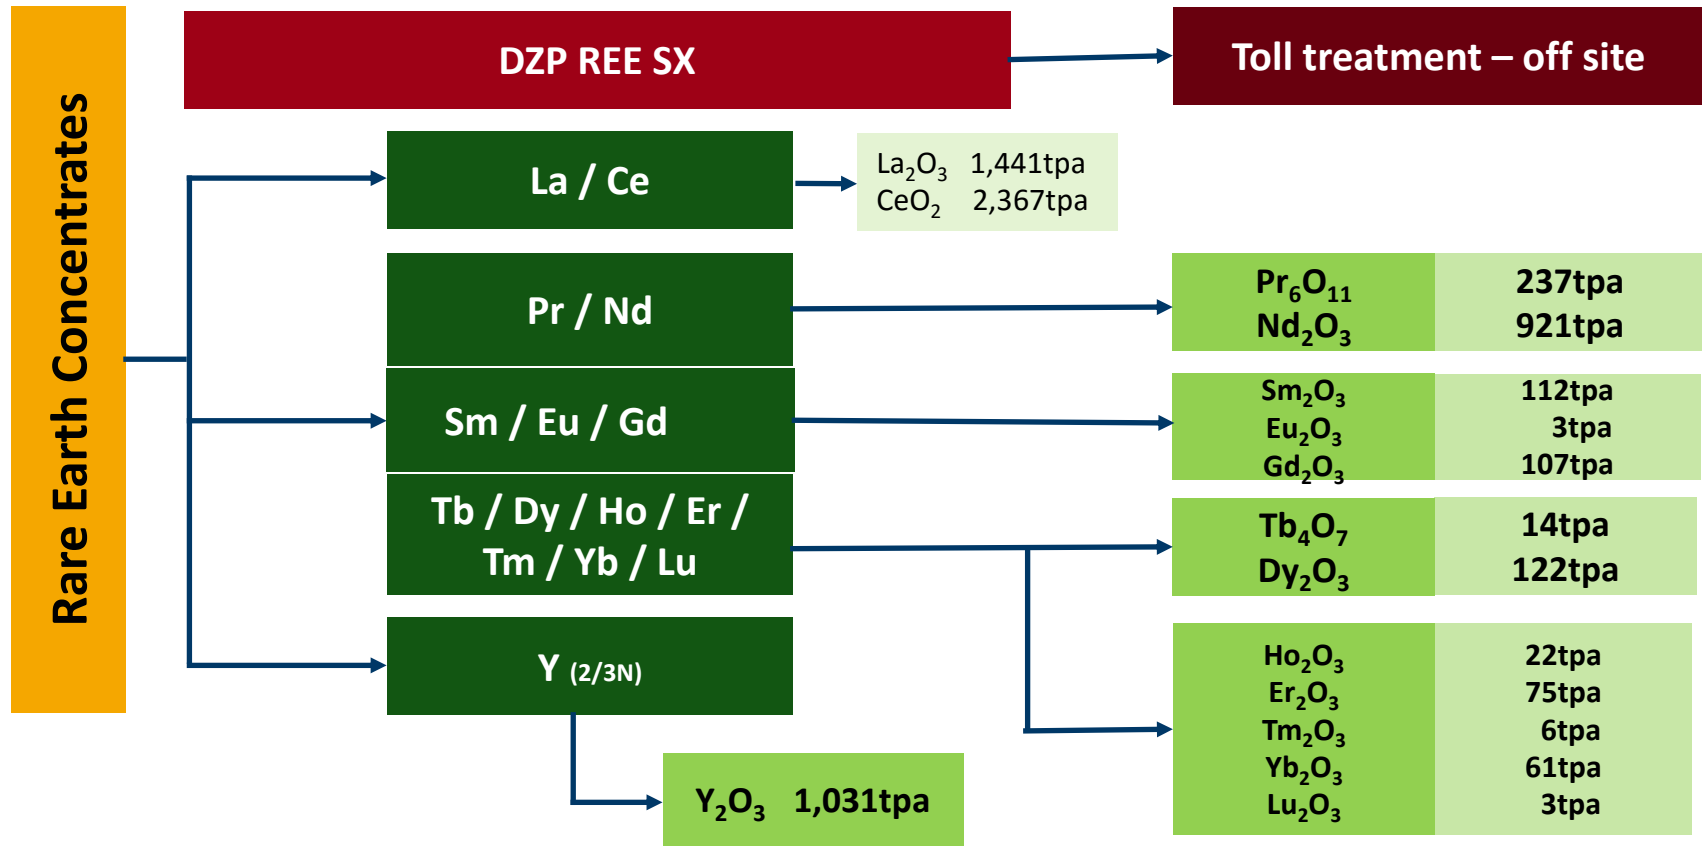 Rare Earth Concentrates
DZP REE SX
Toll treatment – off site
La / Ce
La₂O₃ 1,441tpa
CeO₂ 2,367tpa
Pr / Nd
Pr₆O₁₁ 237tpa
Nd₂O₃ 921tpa
Sm / Eu / Gd
Sm₂O₃ 112tpa
Eu₂O₃ 3tpa
Gd₂O₃ 107tpa
Tb / Dy / Ho / Er /
Tm / Yb / Lu
Tb₄O₇ 14tpa
Dy₂O₃ 122tpa
Ho₂O₃ 22tpa
Er₂O₃ 75tpa
Tm₂O₃ 6tpa
Yb₂O₃ 61tpa
Lu₂O₃ 3tpa
Y (2/3N)
Y₂O₃ 1,031tpa